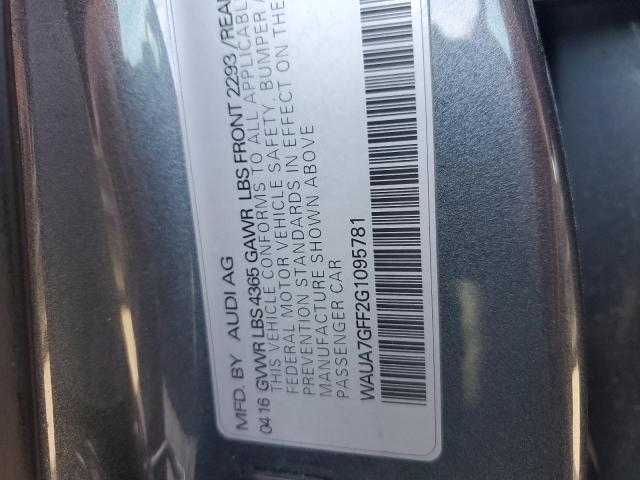 MFD. BY AUDI AG
04 16 GVWR LBS 4365 GAWR LBS FRONT 2293 /REAR
THIS VEHICLE CONFORMS TO ALL APPLICABLE
FEDERAL MOTOR VEHICLE SAFETY, BUMPER,
PREVENTION STANDARDS IN EFFECT ON THE
MANUFACTURE SHOWN ABOVE
PASSENGER CAR
WAUA7GFF2G1095781